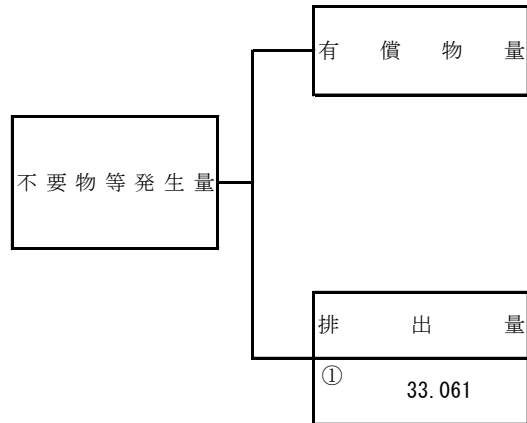 有償物量
不要物等発生量
排出量
①
33.061